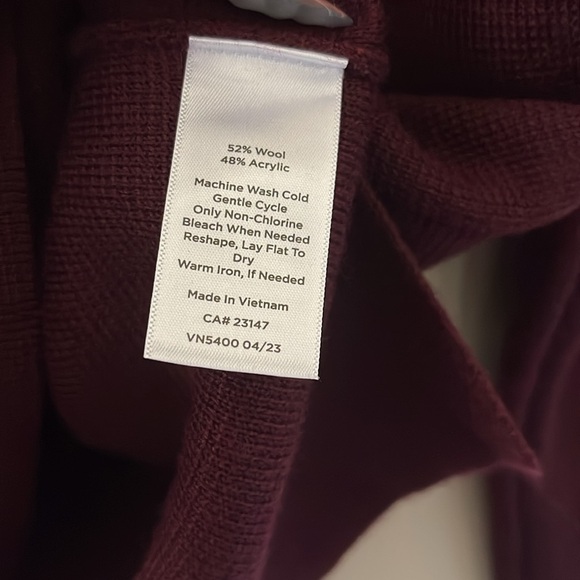 52% Wool
48% Acrylic
Machine Wash Cold
Gentle Cycle
Only Non-Chlorine
Bleach When Needed
Reshape, Lay Flat To
Dry
Warm Iron, If Needed
Made In Vietnam
CA# 23147
VN5400 04/23